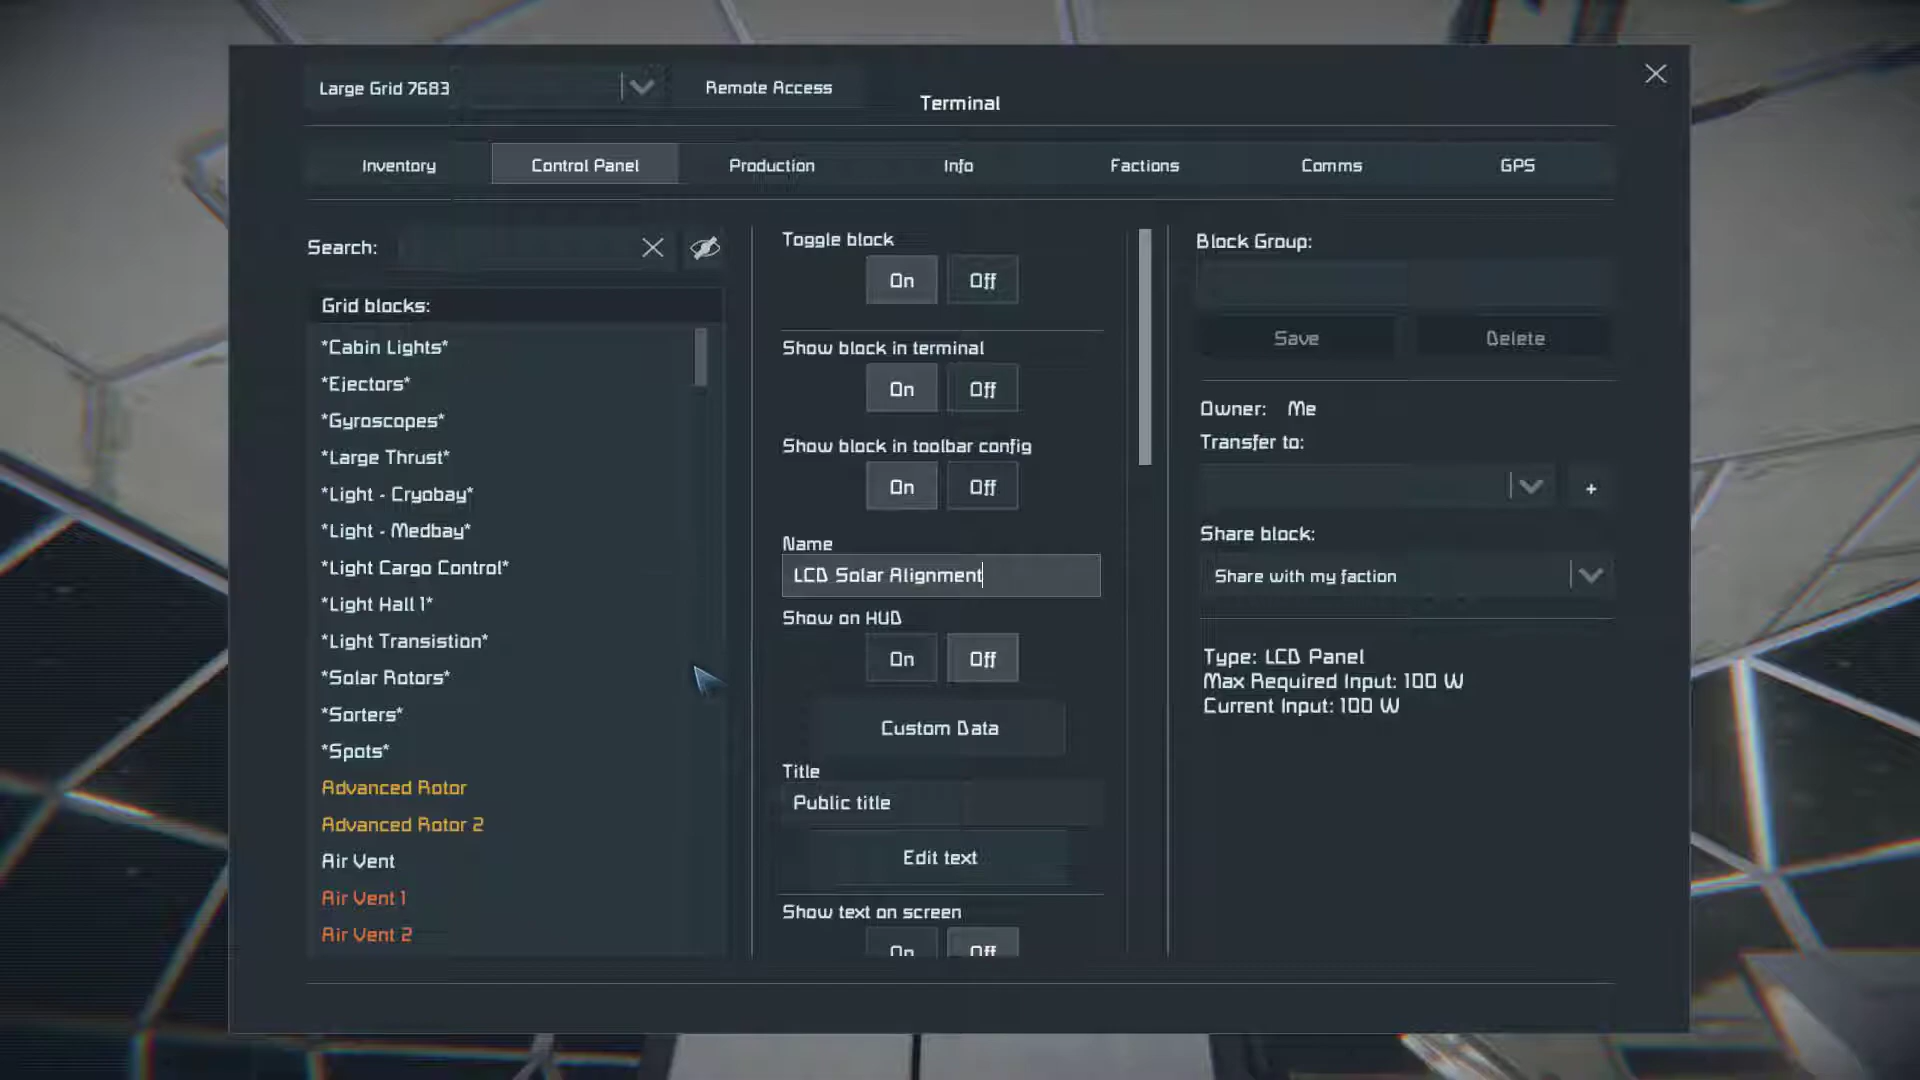 Large Grid 7683
Remote Access
Terminal
Inventory
Control Panel
Production
Info
Factions
Comms
GPS
Search:
Grid blocks:
*Cabin Lights*
*Ejectors*
*Gyroscopes*
*Large Thrust*
*Light - Cryobay*
*Light - Medbay*
*Light Cargo Control*
*Light Hall 1*
*Light Transistion*
*Solar Rotors*
*Sorters*
*Spots*
Advanced Rotor
Advanced Rotor 2
Air Vent
Air Vent 1
Air Vent 2
Toggle block
On Off
Show block in terminal
On Off
Show block in toolbar config
On Off
Name
LCD Solar Alignment
Show on HUD
On Off
Custom Data
Title
Public title
Edit text
Show text on screen
On Off
Block Group:
Save Delete
Owner: Me
Transfer to:
+
Share block:
Share with my faction
Type: LCD Panel
Max Required Input: 100 W
Current Input: 100 W